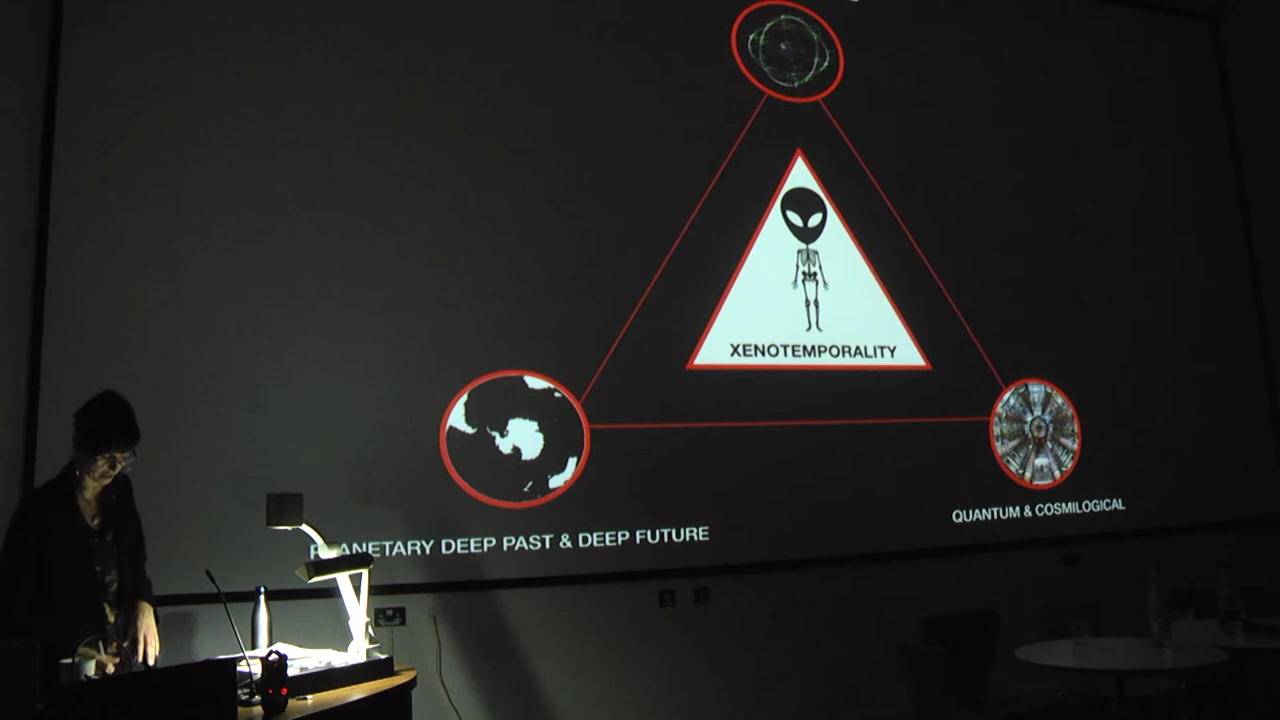 XENOTEMPORALITY
QUANTUM & COSMILOGICAL
PLANETARY DEEP PAST & DEEP FUTURE